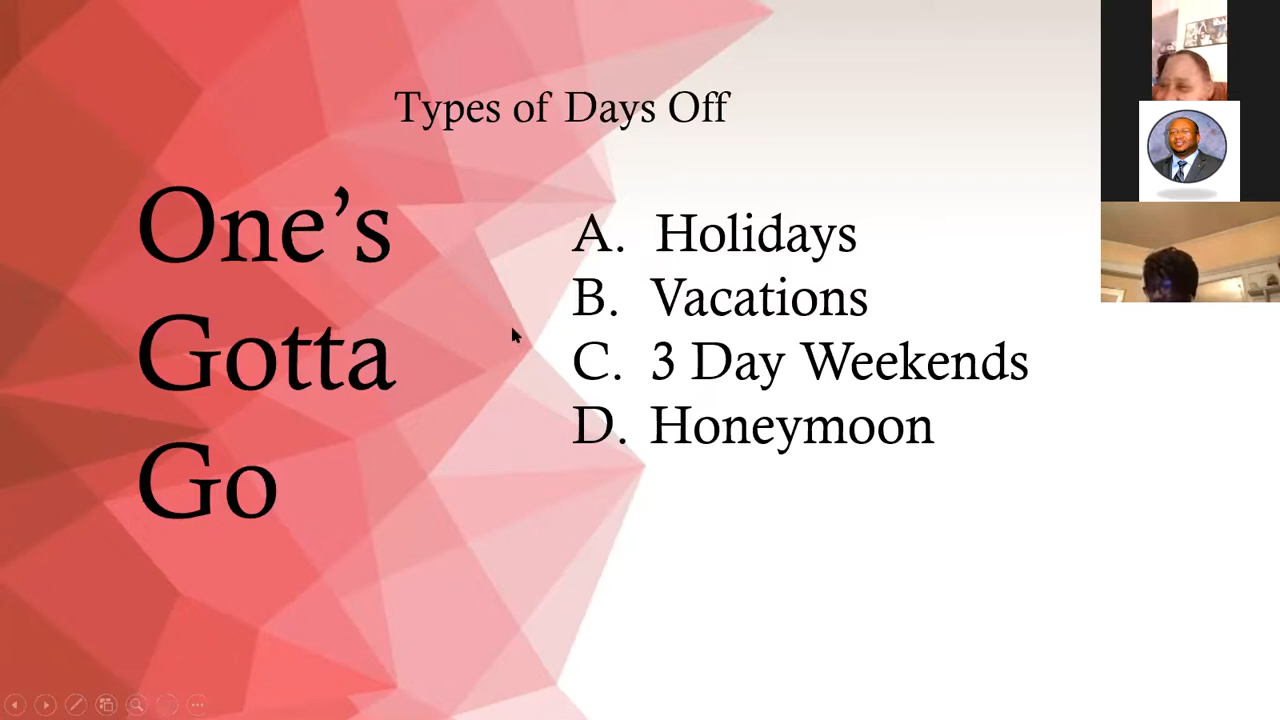 Types of Days Off
One's
Gotta
Go
A. Holidays
B. Vacations
C. 3 Day Weekends
D. Honeymoon